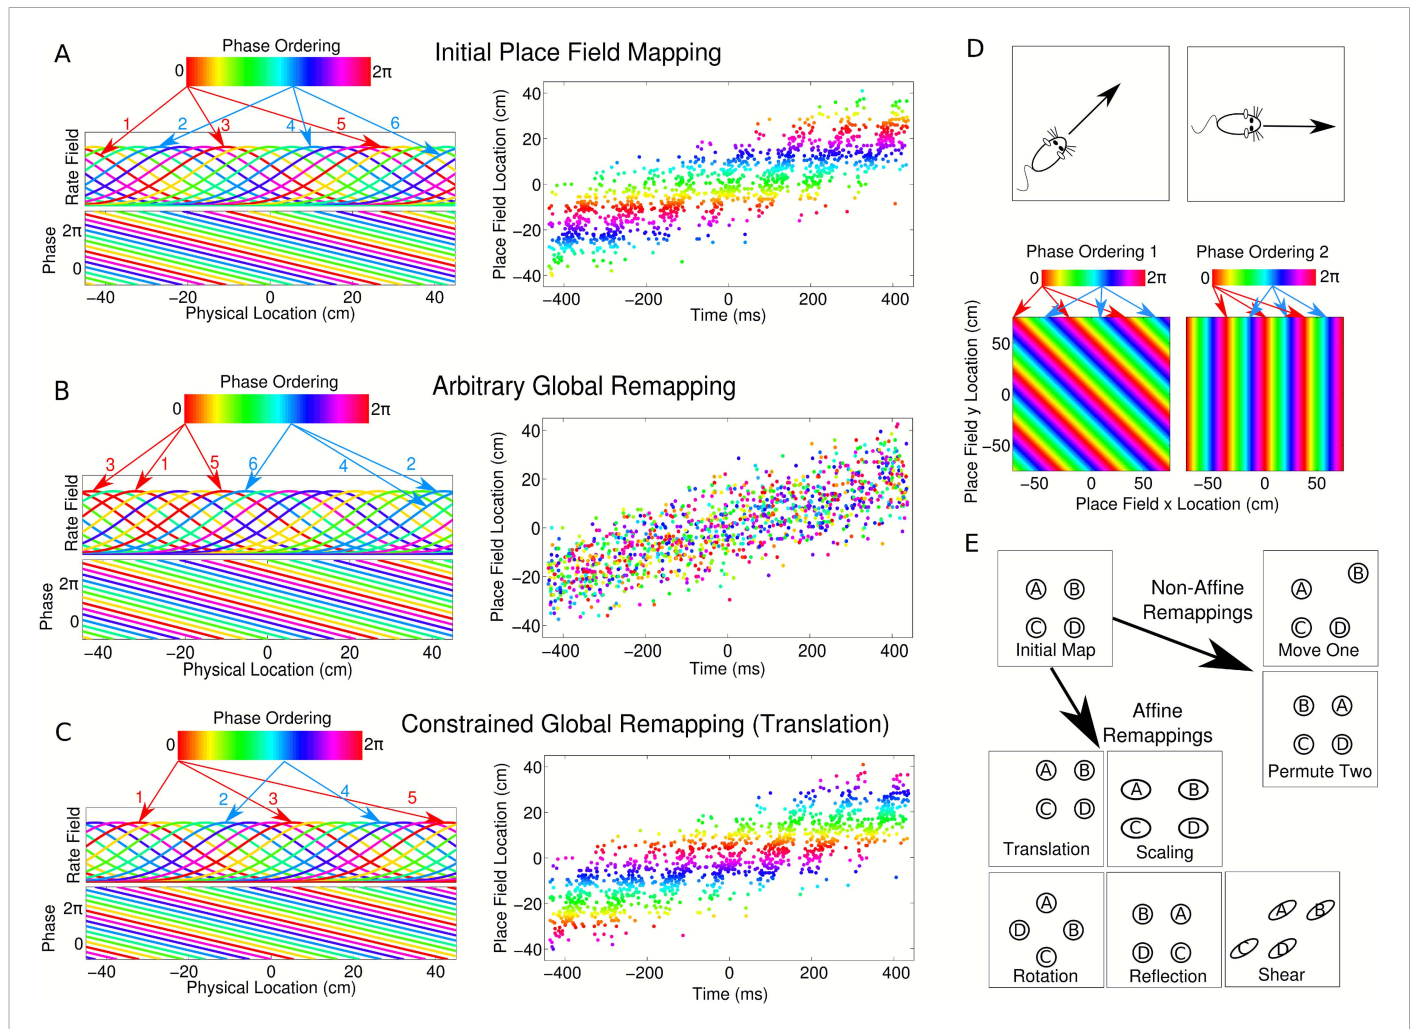 A
Phase Ordering
0
2π
Initial Place Field Mapping
1
2
3
4
5
6
Rate Field
Phase
2π
0
−40
−20
0
20
40
Physical Location (cm)
Place Field Location (cm)
40
20
0
−20
−40
−400
−200
0
200
400
Time (ms)
B
Phase Ordering
0
2π
Arbitrary Global Remapping
3
1
5
6
4
2
Rate Field
Phase
2π
0
−40
−20
0
20
40
Physical Location (cm)
Place Field Location (cm)
40
20
0
−20
−40
−400
−200
0
200
400
Time (ms)
C
Phase Ordering
0
2π
Constrained Global Remapping (Translation)
1
2
3
4
5
Rate Field
Phase
2π
0
−40
−20
0
20
40
Physical Location (cm)
Place Field Location (cm)
40
20
0
−20
−40
−400
−200
0
200
400
Time (ms)
D
Phase Ordering 1
Phase Ordering 2
0
2π
0
2π
Place Field y Location (cm)
50
0
−50
−50
0
50
−50
0
50
Place Field x Location (cm)
E
A B
C D
Initial Map
Non-Affine
Remappings
B
A
C D
Move One
B A
C D
Permute Two
Affine
Remappings
A B
C D
Translation
A B
C D
Scaling
A
D B
C
Rotation
B A
D C
Reflection
A B
C D
Shear